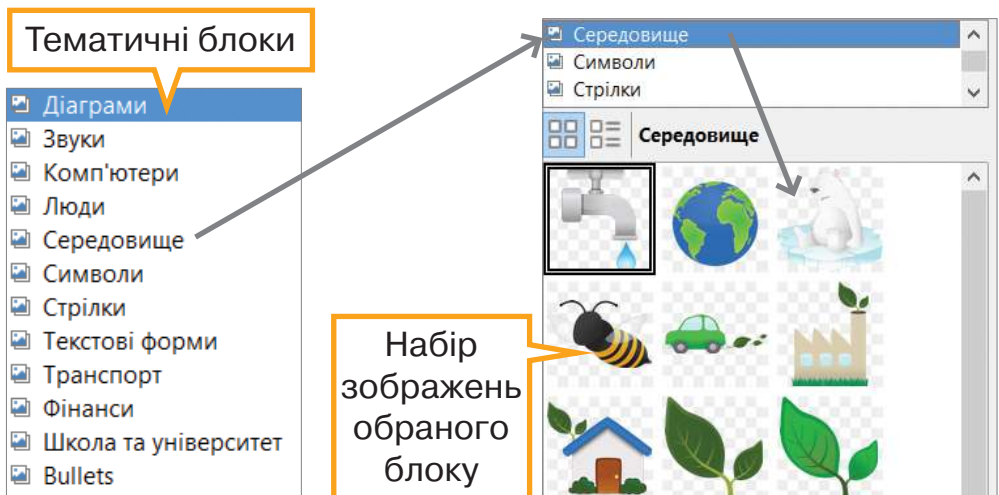 Тематичні блоки
Діаграми
Звуки
Комп'ютери
Люди
Середовище
Символи
Стрілки
Текстові форми
Транспорт
Фінанси
Школа та університет
Bullets
Середовище
Символи
Стрілки
Середовище
Набір
зображень
обраного
блоку